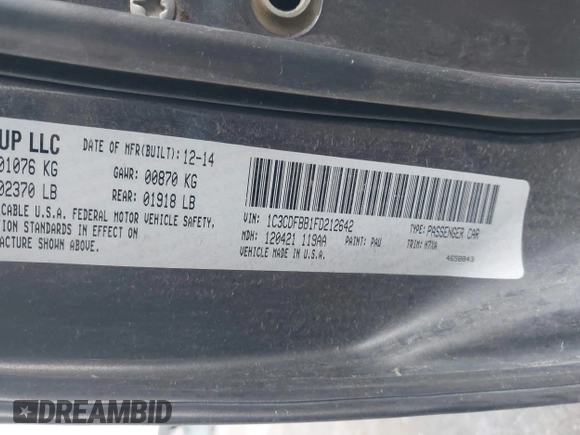 UP LLC
DATE OF MFR(BUILT): 12-14
01076 KG
GAWR: 00870 KG
02370 LB
REAR: 01918 LB
CABLE U.S.A. FEDERAL MOTOR VEHICLE SAFETY,
ION STANDARDS IN EFFECT ON
ACTURE SHOWN ABOVE.
VIN: 1C3CDFBB1FD212642
TYPE: PASSENGER CAR
MDH: 120421 119AA
PAINT: PAU
TRIM: H7XA
VEHICLE MADE IN U.S.A.
4650043
DREAMBID